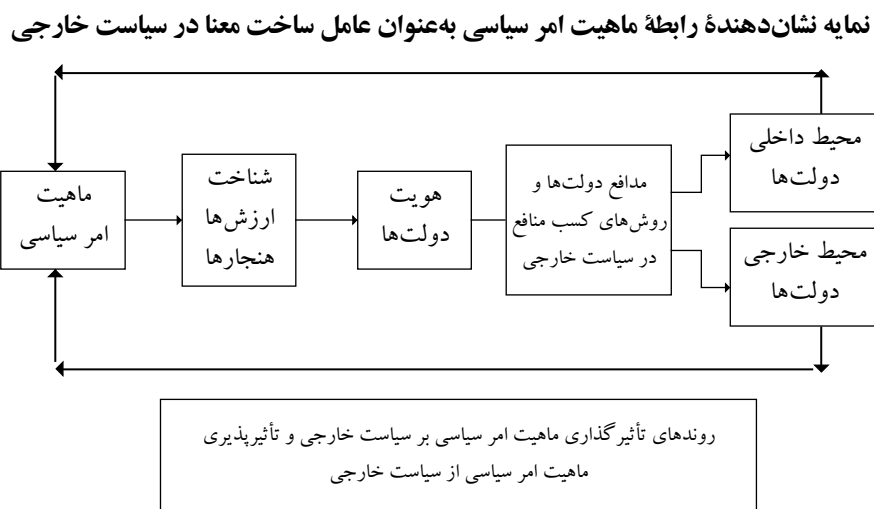 نمایه نشان‌دهندۀ رابطۀ ماهیت امر سیاسی به‌عنوان عامل ساخت معنا در سیاست خارجی
ماهیت
امر سیاسی
شناخت
ارزش‌ها
هنجارها
هویت
دولت‌ها
مدافع دولت‌ها و
روش‌های کسب منافع
در سیاست خارجی
محیط داخلی
دولت‌ها
محیط خارجی
دولت‌ها
روندهای تأثیرگذاری ماهیت امر سیاسی بر سیاست خارجی و تأثیرپذیری
ماهیت امر سیاسی از سیاست خارجی